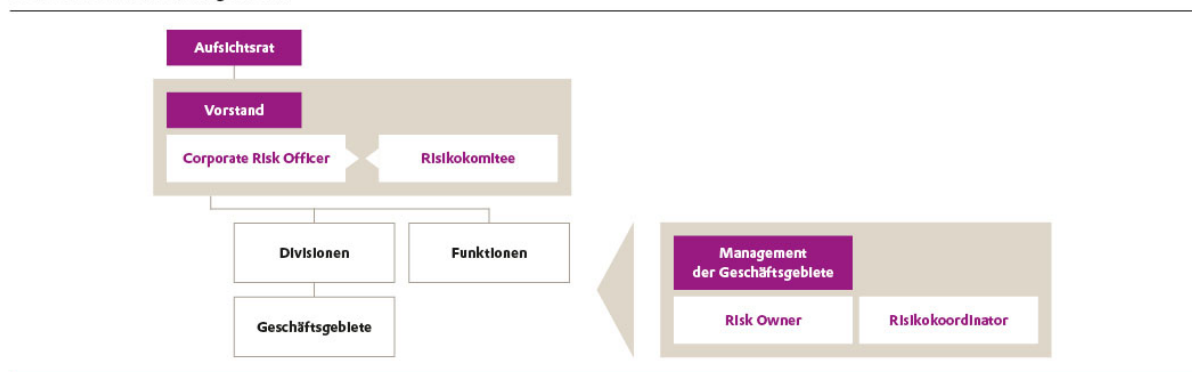 Aufsichtsrat
Vorstand
Corporate Risk Officer
Risikokomitee
Divisionen
Funktionen
Geschäftsgebiete
Management
der Geschäftsgebiete
Risk Owner
Risikokoordinator